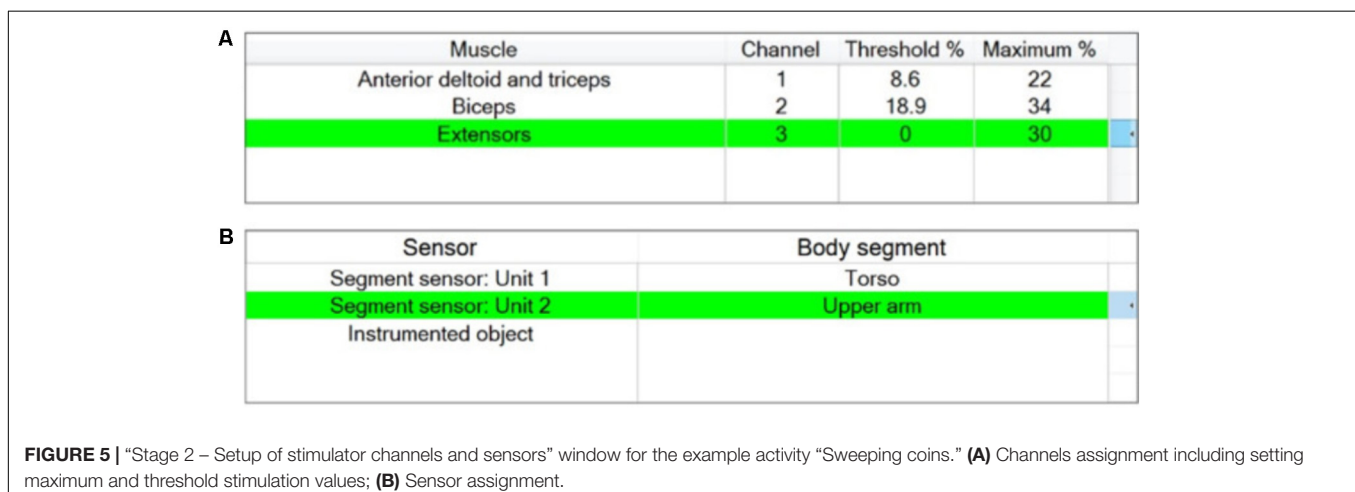 A
Muscle Channel Threshold % Maximum %
Anterior deltoid and triceps 1 8.6 22
Biceps 2 18.9 34
Extensors 3 0 30
B
Sensor Body segment
Segment sensor: Unit 1 Torso
Segment sensor: Unit 2 Upper arm
Instrumented object
FIGURE 5 | “Stage 2 – Setup of stimulator channels and sensors” window for the example activity “Sweeping coins.” (A) Channels assignment including setting
maximum and threshold stimulation values; (B) Sensor assignment.